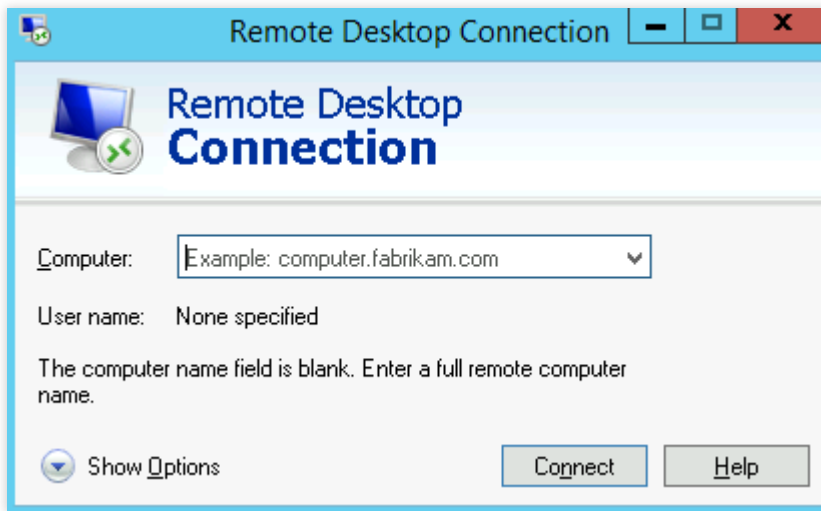 Remote Desktop Connection
Remote Desktop
Connection
Computer: Example: computer.fabrikam.com
User name: None specified
The computer name field is blank. Enter a full remote computer
name.
Show Options Connect Help